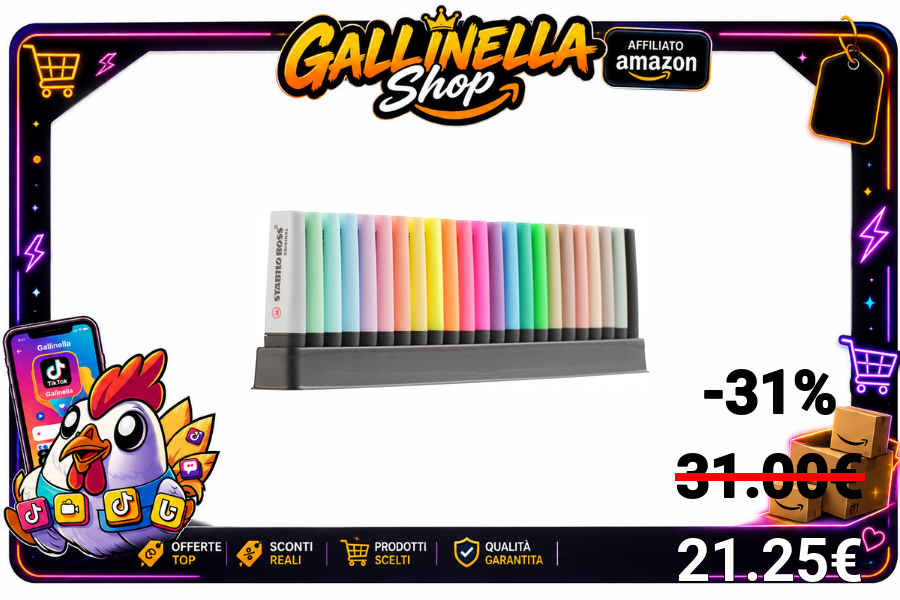 GALLINELLA
Shop
AFFILIATO
amazon
STABILO BOSS
ORIGINAL
Gallinella
TikTok
Gallinella
-31%
31.00€
21.25€
OFFERTE
TOP
SCONTI
REALI
PRODOTTI
SCELTI
QUALITÀ
GARANTITA